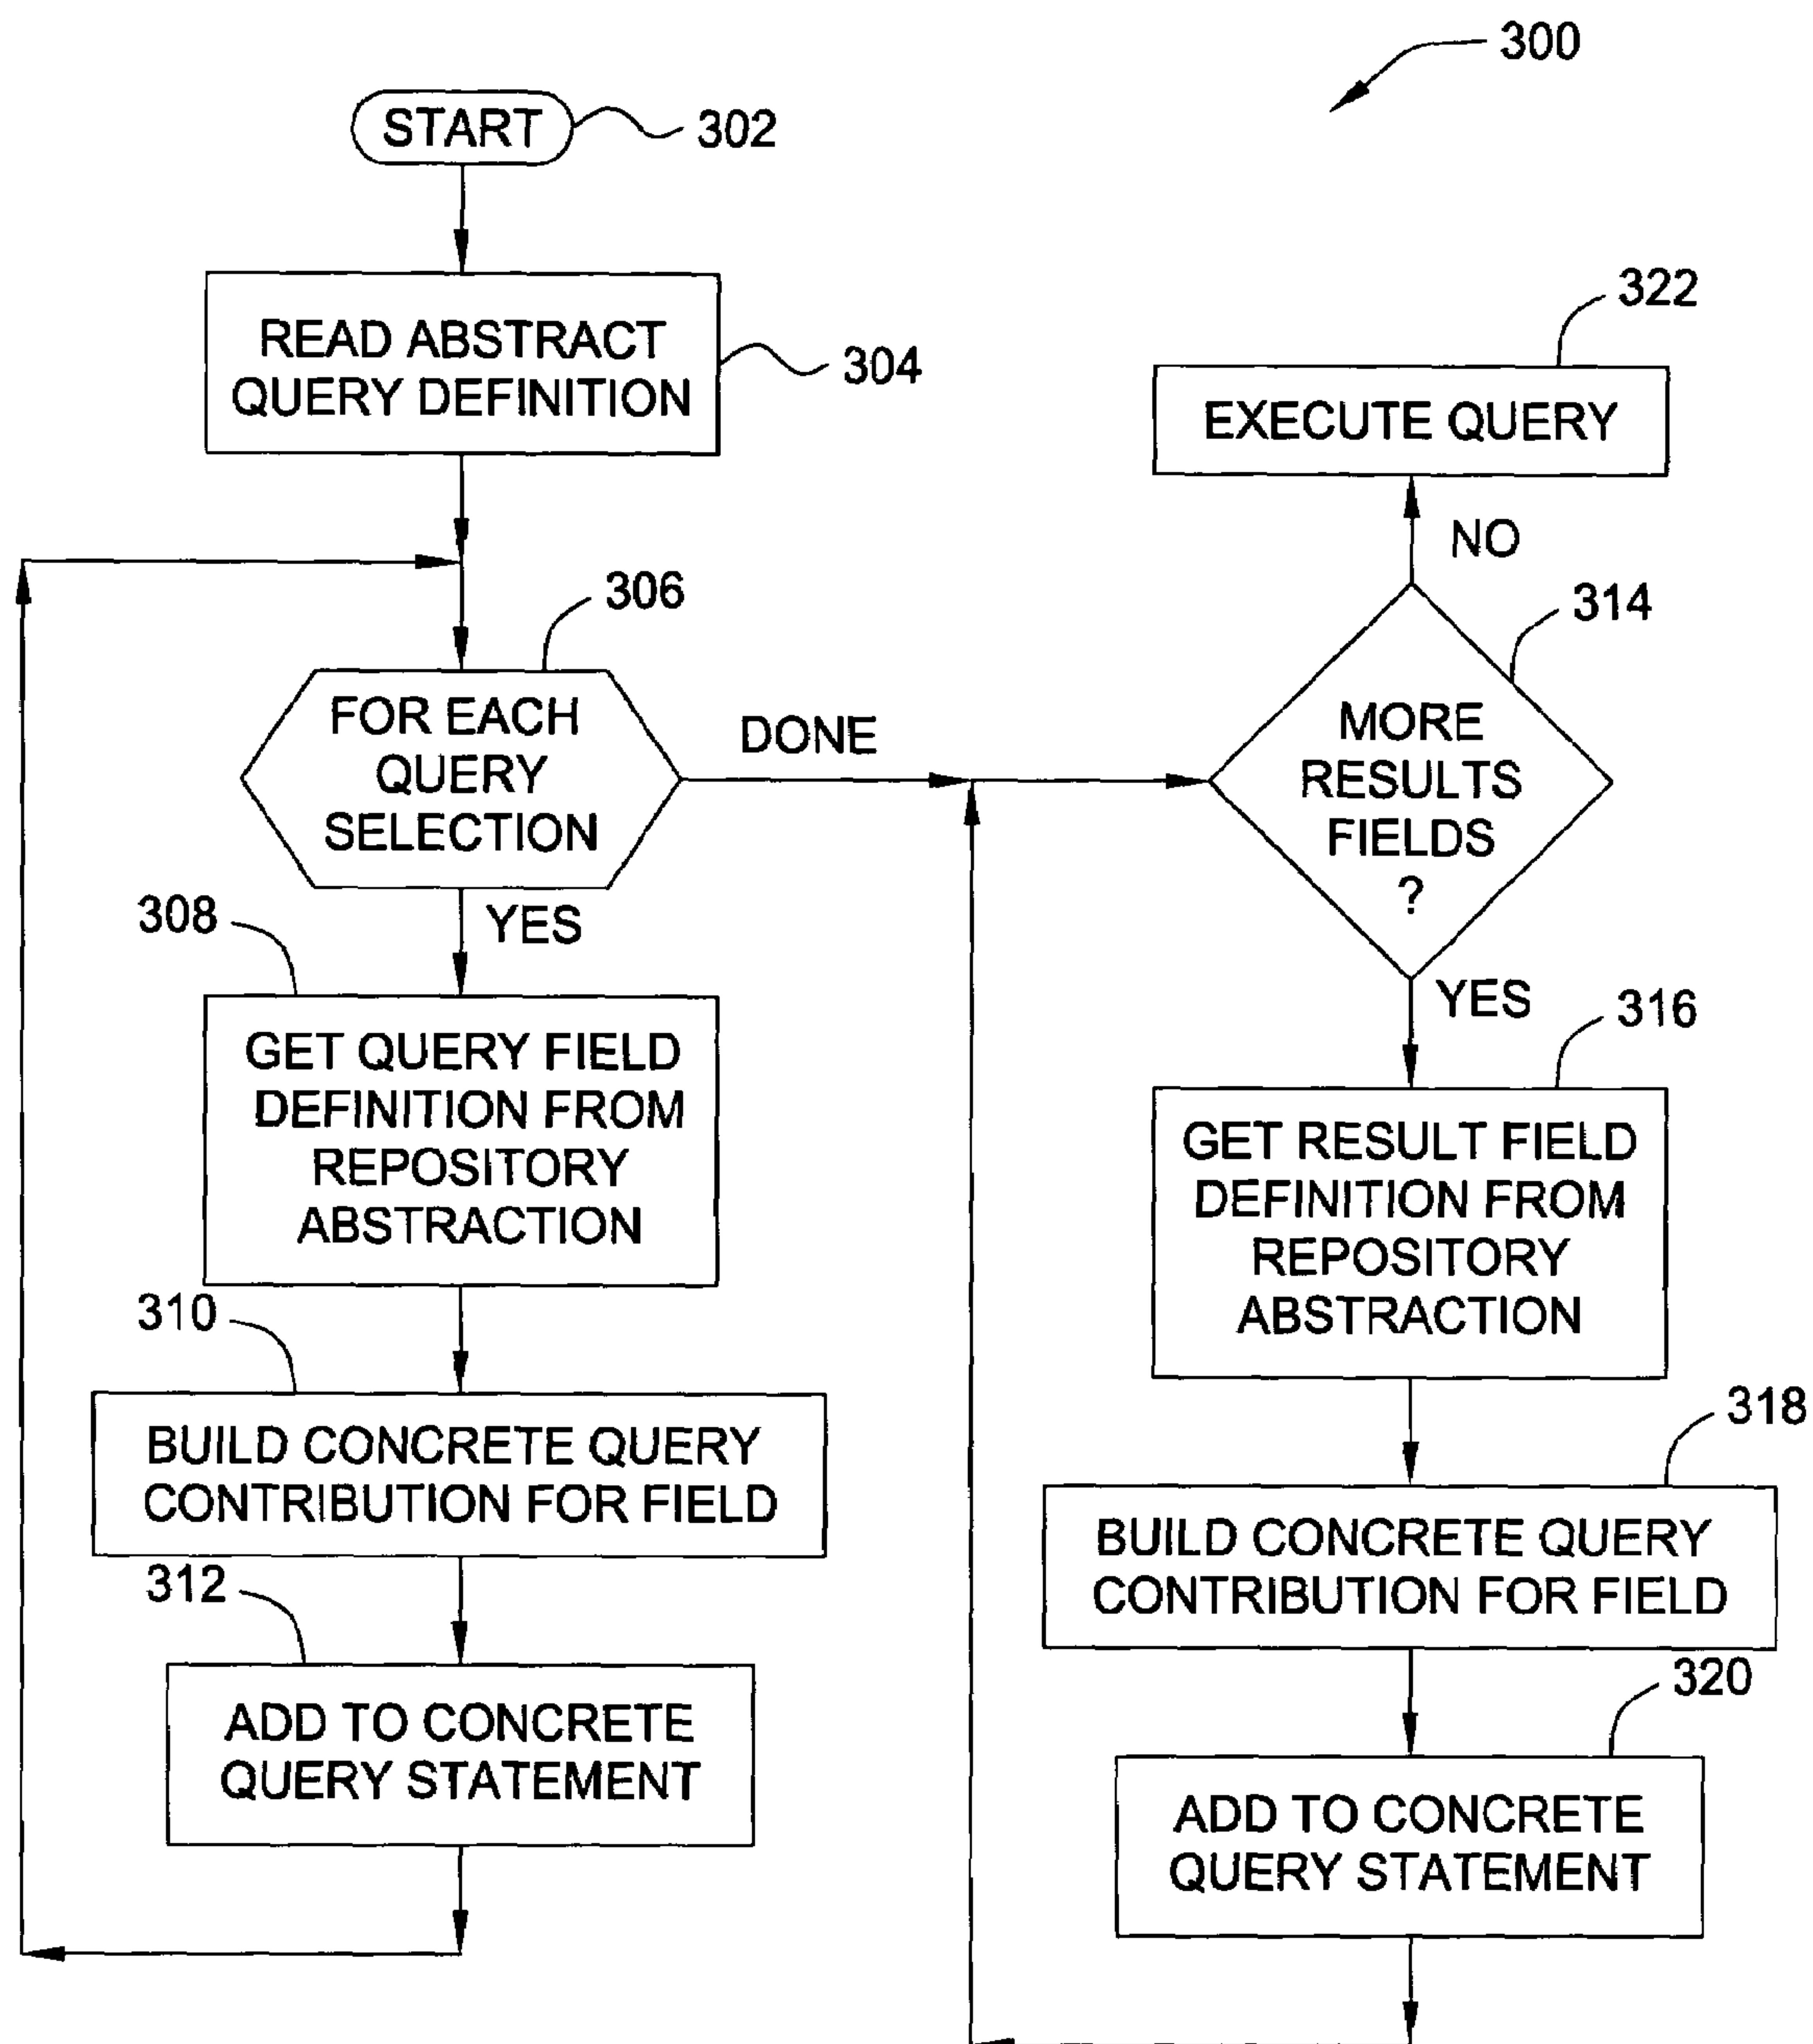 300
START
302
READ ABSTRACT
QUERY DEFINITION
304
306
FOR EACH
QUERY
SELECTION
DONE
YES
308
GET QUERY FIELD
DEFINITION FROM
REPOSITORY
ABSTRACTION
310
BUILD CONCRETE QUERY
CONTRIBUTION FOR FIELD
312
ADD TO CONCRETE
QUERY STATEMENT
322
EXECUTE QUERY
NO
314
MORE
RESULTS
FIELDS
?
YES
316
GET RESULT FIELD
DEFINITION FROM
REPOSITORY
ABSTRACTION
318
BUILD CONCRETE QUERY
CONTRIBUTION FOR FIELD
320
ADD TO CONCRETE
QUERY STATEMENT